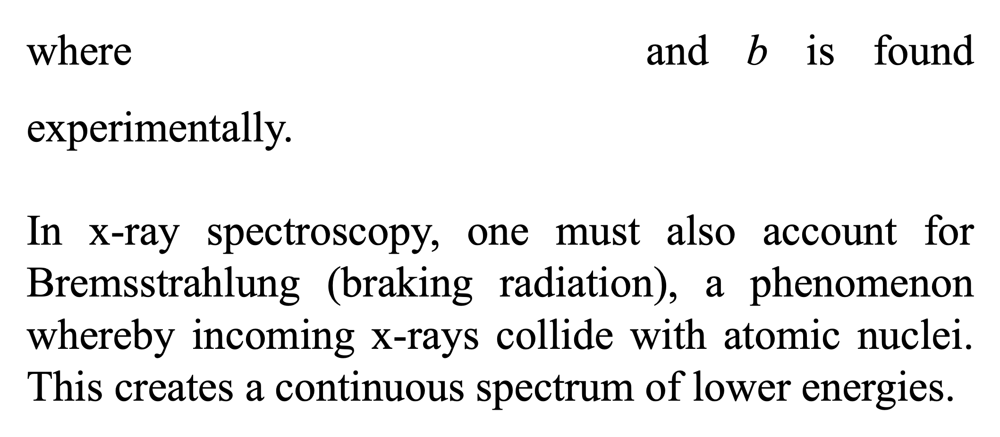 where and b is found
experimentally.
In x-ray spectroscopy, one must also account for
Bremsstrahlung (braking radiation), a phenomenon
whereby incoming x-rays collide with atomic nuclei.
This creates a continuous spectrum of lower energies.